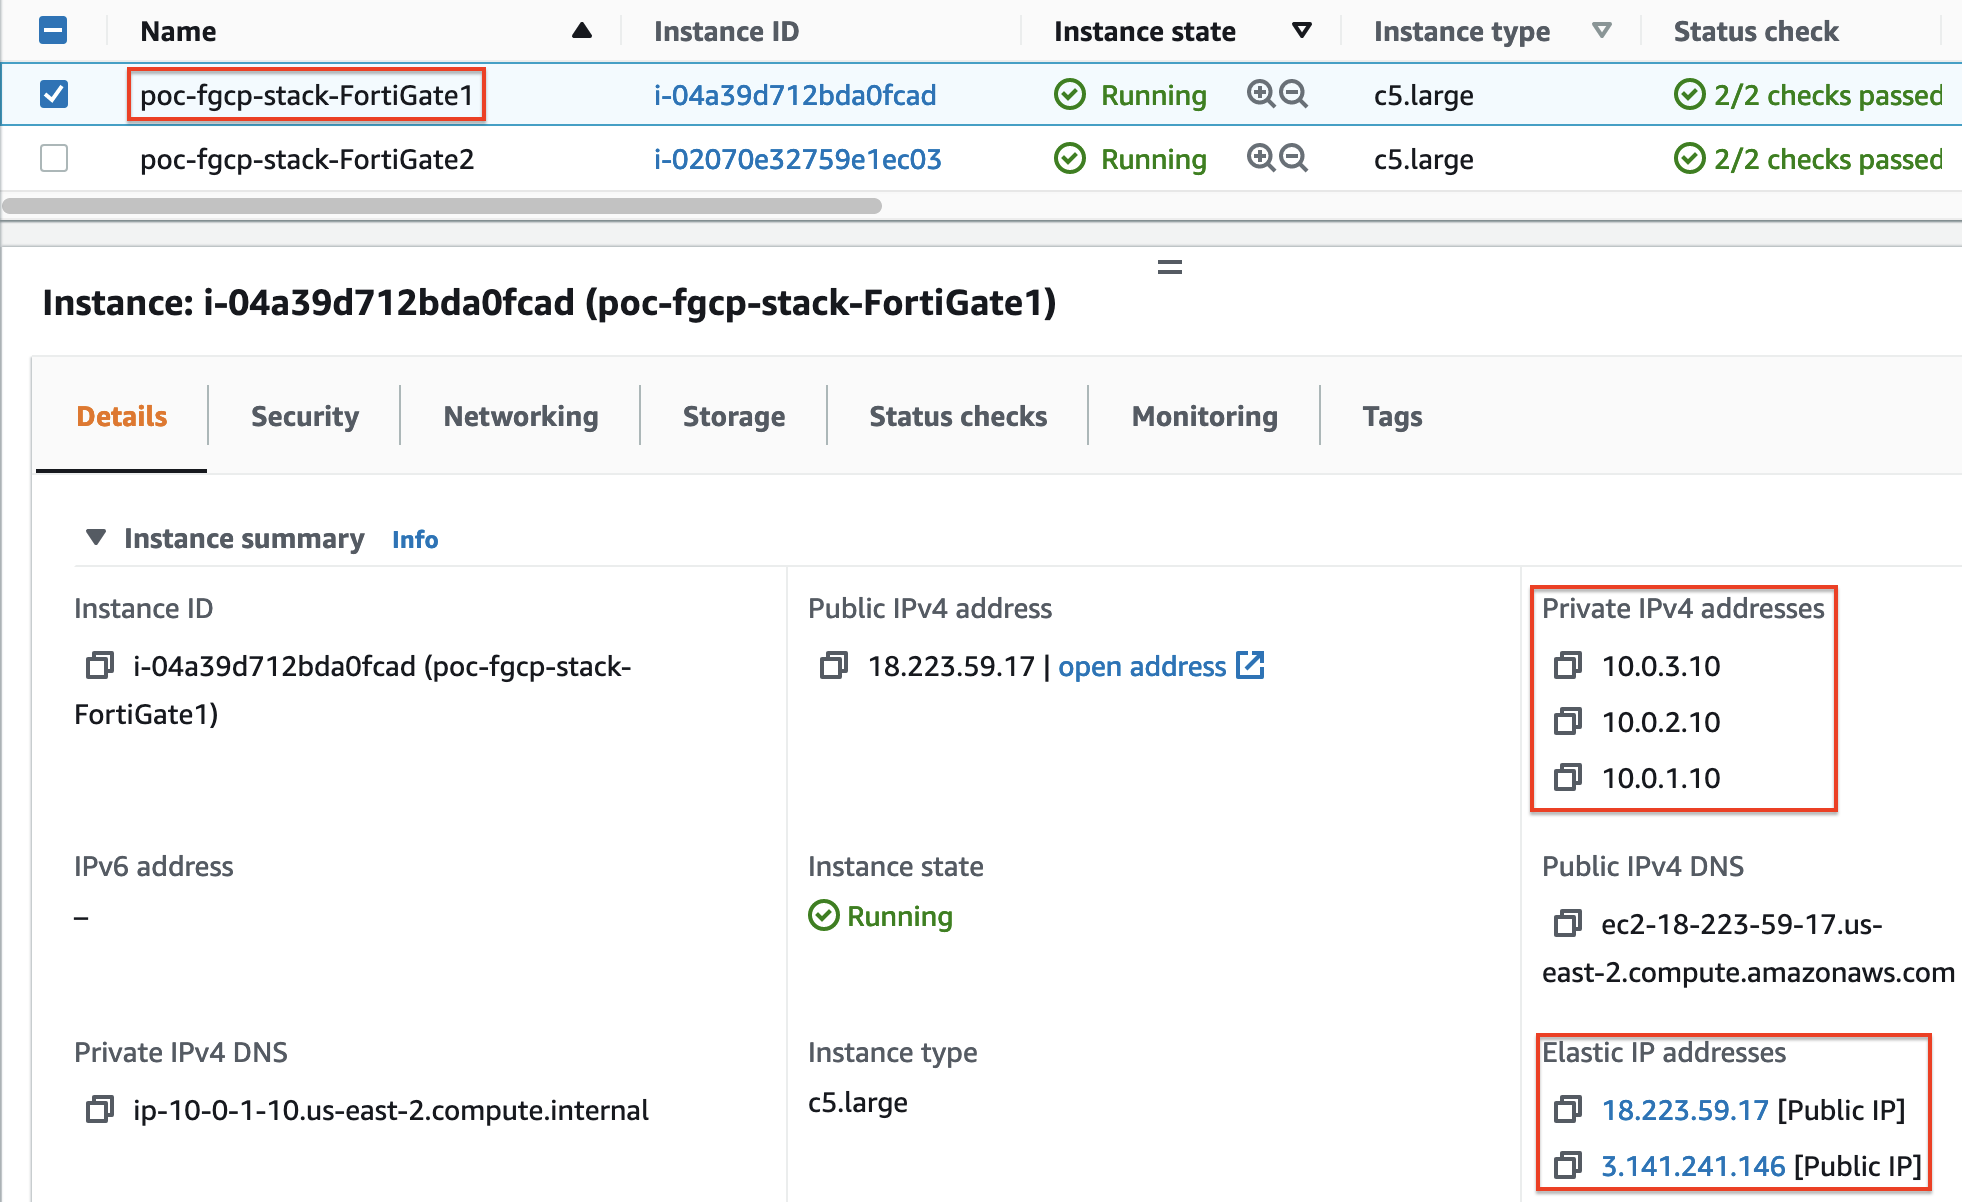 Name Instance ID Instance state Instance type Status check
poc-fgcp-stack-FortiGate1 i-04a39d712bda0fcad Running c5.large 2/2 checks passed
poc-fgcp-stack-FortiGate2 i-02070e32759e1ec03 Running c5.large 2/2 checks passed
Instance: i-04a39d712bda0fcad (poc-fgcp-stack-FortiGate1)
Details Security Networking Storage Status checks Monitoring Tags
Instance summary Info
Instance ID
i-04a39d712bda0fcad (poc-fgcp-stack-
FortiGate1)
Public IPv4 address
18.223.59.17 | open address
Private IPv4 addresses
10.0.3.10
10.0.2.10
10.0.1.10
IPv6 address
–
Instance state
Running
Public IPv4 DNS
ec2-18-223-59-17.us-
east-2.compute.amazonaws.com
Private IPv4 DNS
ip-10-0-1-10.us-east-2.compute.internal
Instance type
c5.large
Elastic IP addresses
18.223.59.17 [Public IP]
3.141.241.146 [Public IP]